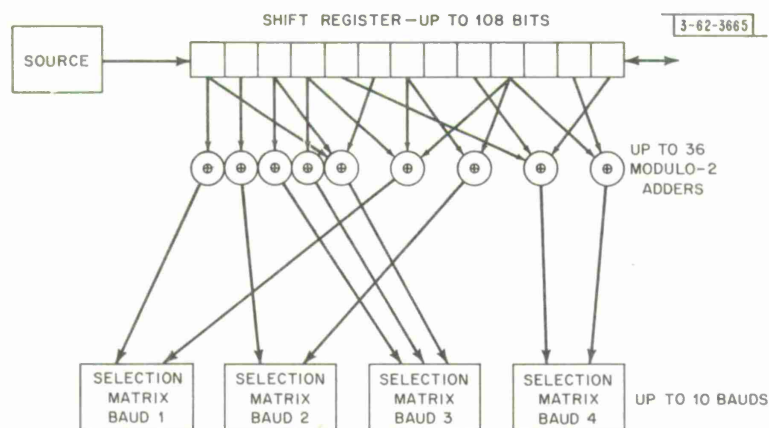 SHIFT REGISTER—UP TO 108 BITS
3-62-3665
SOURCE
UP TO 36
MODULO-2
ADDERS
SELECTION
MATRIX
BAUD 1
SELECTION
MATRIX
BAUD 2
SELECTION
MATRIX
BAUD 3
SELECTION
MATRIX
BAUD 4
UP TO 10 BAUDS